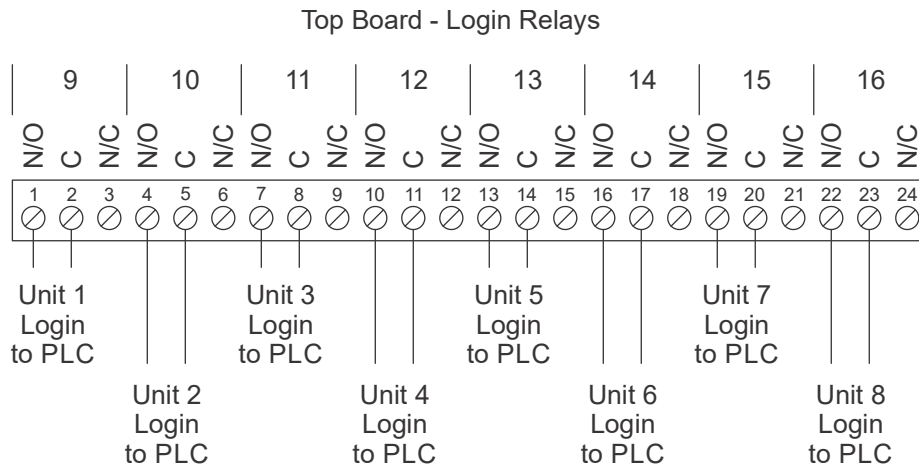 Top Board - Login Relays
9 10 11 12 13 14 15 16
N/O C N/C N/O C N/C N/O C N/C N/O C N/C N/O C N/C N/O C N/C N/O C N/C N/O C N/C
1 2 3 4 5 6 7 8 9 10 11 12 13 14 15 16 17 18 19 20 21 22 23 24
Unit 1
Login
to PLC
Unit 2
Login
to PLC
Unit 3
Login
to PLC
Unit 4
Login
to PLC
Unit 5
Login
to PLC
Unit 6
Login
to PLC
Unit 7
Login
to PLC
Unit 8
Login
to PLC